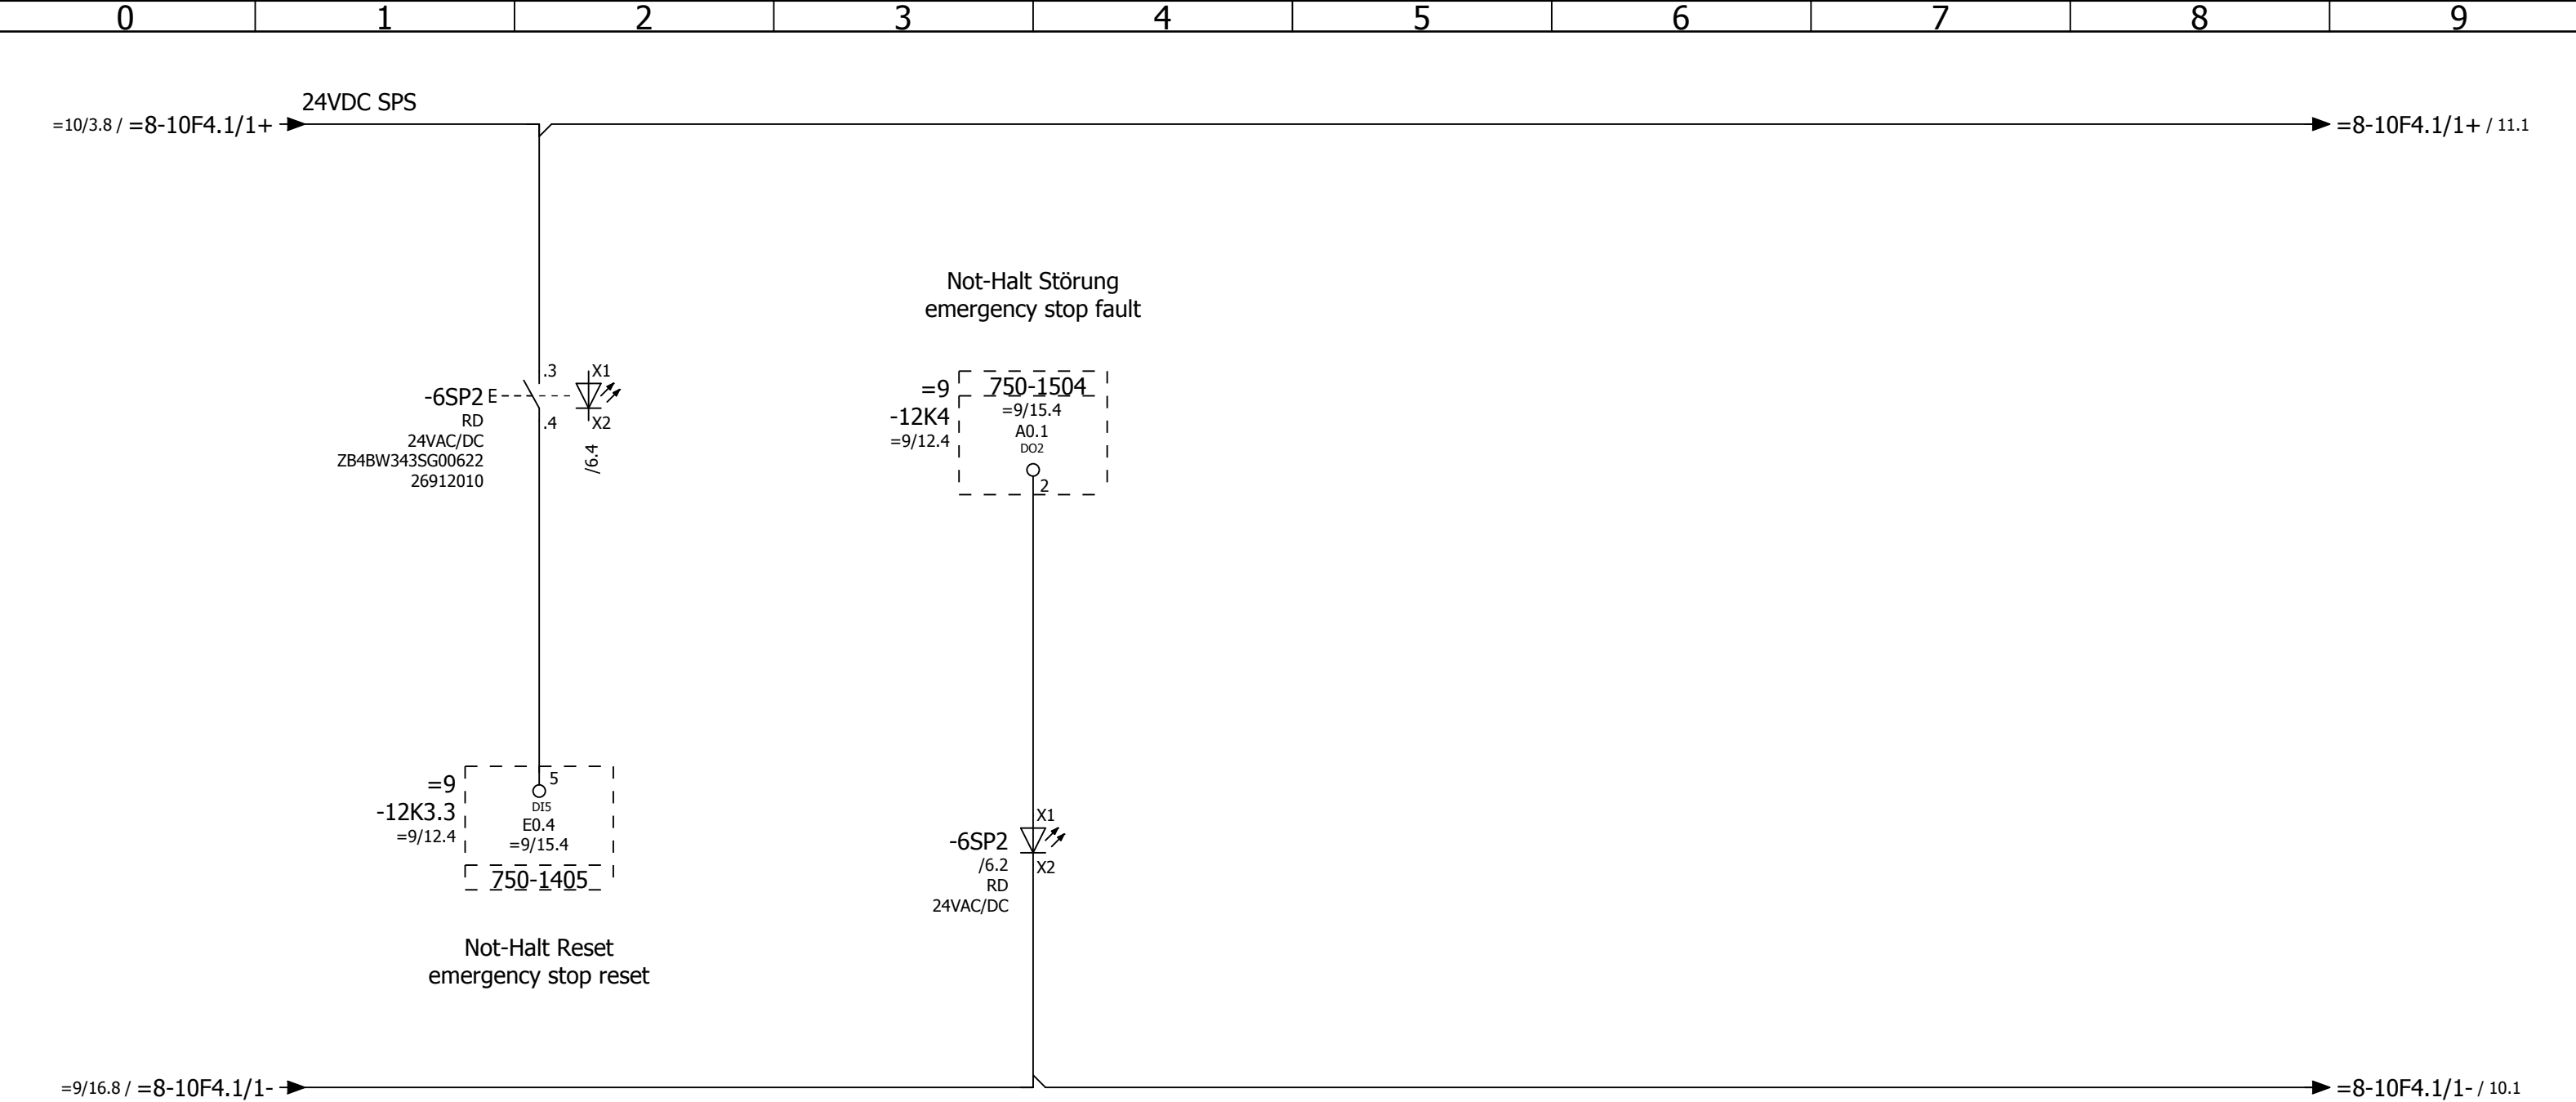 0 1 2 3 4 5 6 7 8 9
24VDC SPS
=10/3.8 / =8-10F4.1/1+
=8-10F4.1/1+ / 11.1
.3
-6SP2 E
RD
24VAC/DC
ZB4BW343SG00622
26912010
.4
X1
X2
/6.4
=9
-12K3.3
=9/12.4
5
DI5
E0.4
=9/15.4
750-1405
Not-Halt Reset
emergency stop reset
Not-Halt Störung
emergency stop fault
=9
-12K4
=9/12.4
750-1504
=9/15.4
A0.1
DO2
2
X1
-6SP2
/6.2
RD
24VAC/DC
X2
=9/16.8 / =8-10F4.1/1-
=8-10F4.1/1- / 10.1